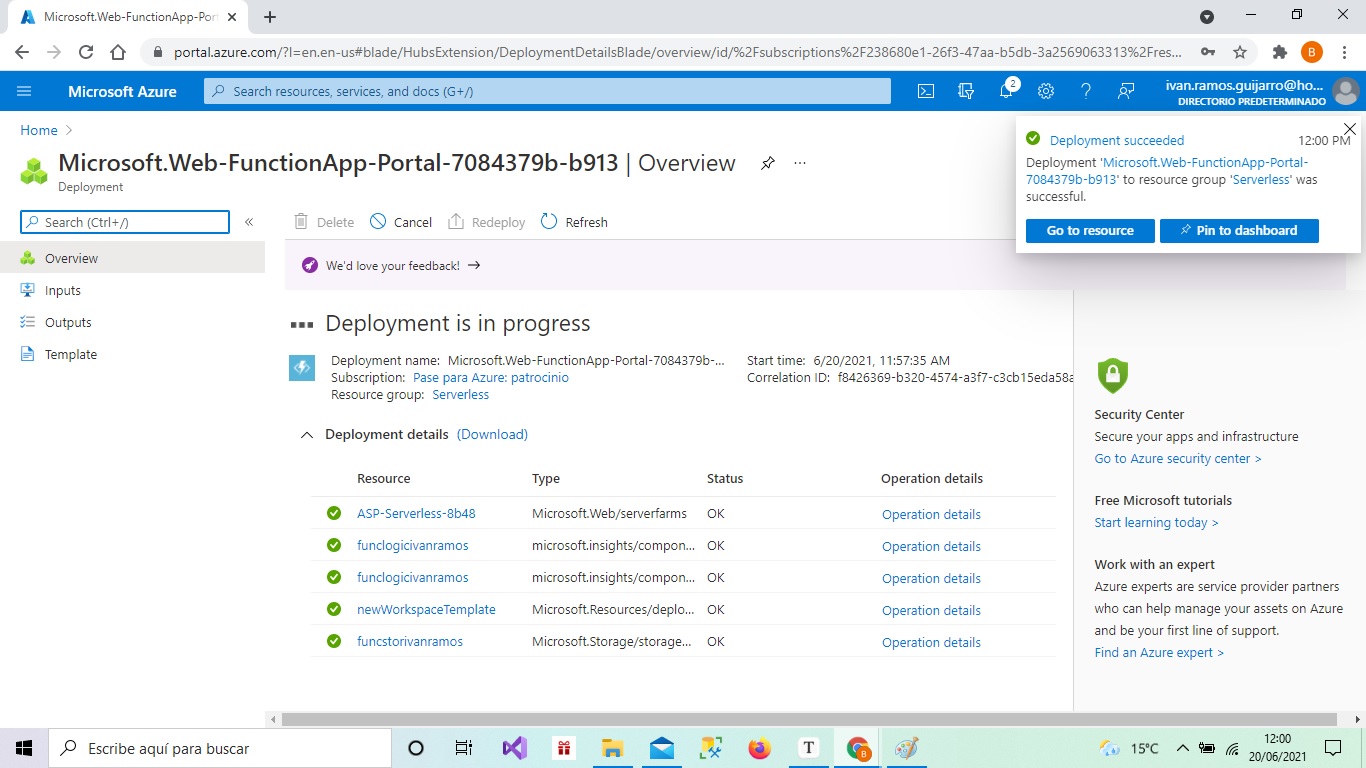 Microsoft.Web-FunctionApp-Port
portal.azure.com/?l=en.en-us#blade/HubsExtension/DeploymentDetailsBlade/overview/id/%2Fsubscriptions%2F238680e1-26f3-47aa-b5db-3a2569063313%2Fres...
B
Microsoft Azure
Search resources, services, and docs (G+/)
2
ivan.ramos.guijarro@ho...
DIRECTORIO PREDETERMINADO
Home
Microsoft.Web-FunctionApp-Portal-7084379b-b913 | Overview
Deployment
Deployment succeeded 12:00 PM
Deployment 'Microsoft.Web-FunctionApp-Portal-
7084379b-b913' to resource group 'Serverless' was
successful.
Go to resource
Pin to dashboard
Search (Ctrl+/)
Overview
Inputs
Outputs
Template
Delete Cancel Redeploy Refresh
We'd love your feedback! →
Deployment is in progress
Deployment name: Microsoft.Web-FunctionApp-Portal-7084379b-...
Subscription: Pase para Azure: patrocinio
Resource group: Serverless
Start time: 6/20/2021, 11:57:35 AM
Correlation ID: f8426369-b320-4574-a3f7-c3cb15eda58a
Deployment details (Download)
Resource Type Status Operation details
ASP-Serverless-8b48 Microsoft.Web/serverfarms OK Operation details
funclogicivanramos microsoft.insights/compon... OK Operation details
funclogicivanramos microsoft.insights/compon... OK Operation details
newWorkspaceTemplate Microsoft.Resources/deplo... OK Operation details
funcstorivanramos Microsoft.Storage/storage... OK Operation details
Security Center
Secure your apps and infrastructure
Go to Azure security center >
Free Microsoft tutorials
Start learning today >
Work with an expert
Azure experts are service provider partners
who can help manage your assets on Azure
and be your first line of support.
Find an Azure expert >
Escribe aquí para buscar
T
B
15°C
12:00
20/06/2021